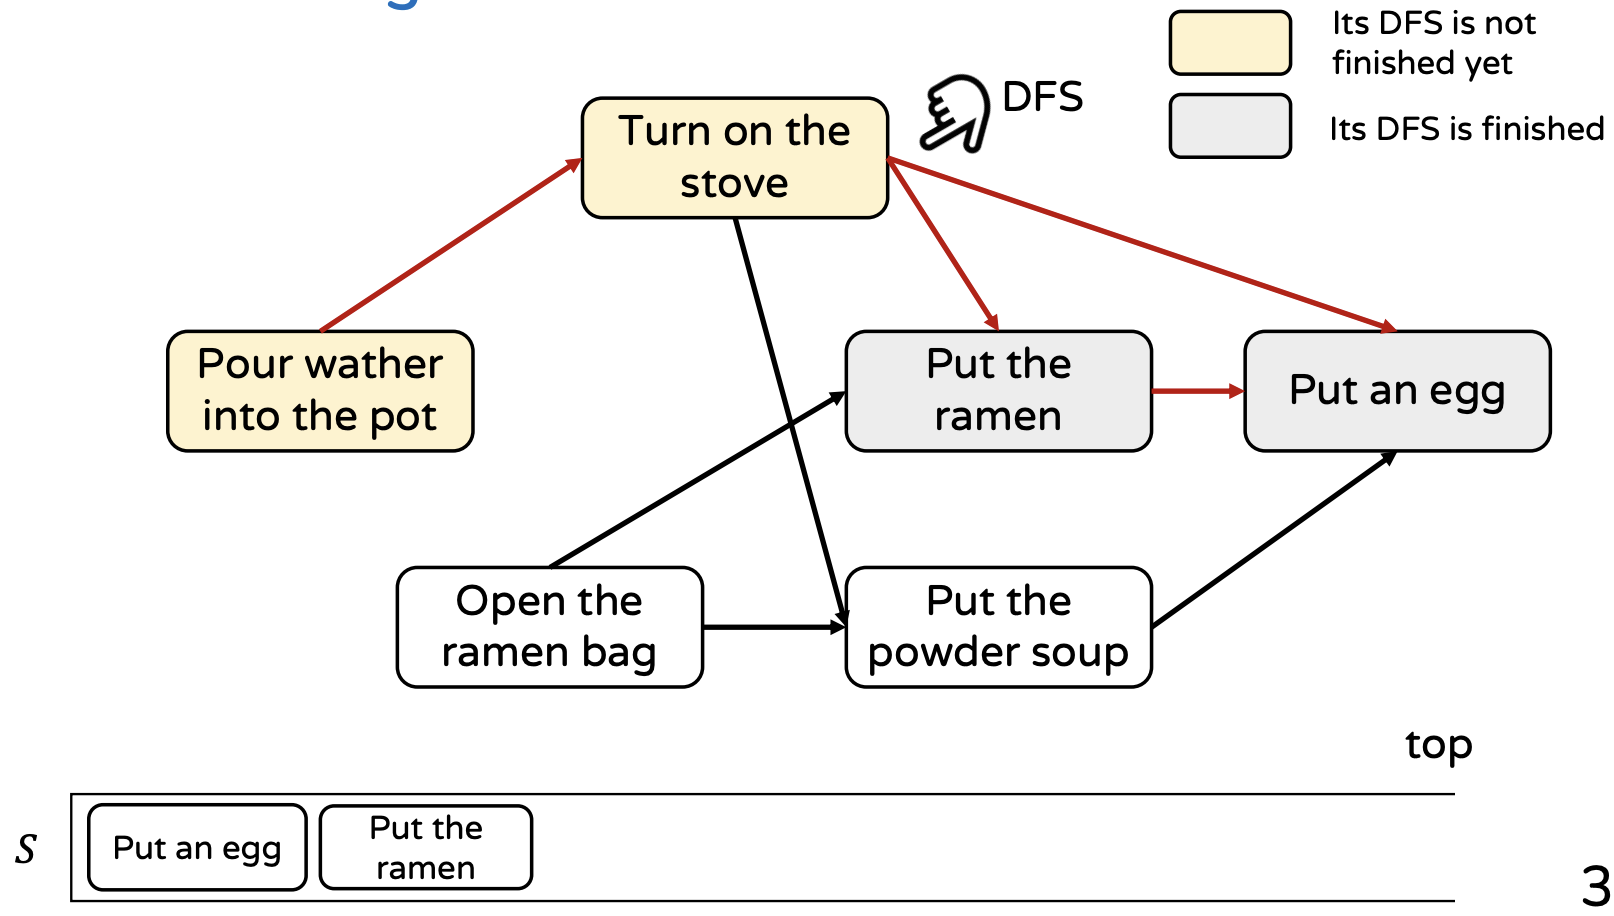 Its DFS is not
finished yet
DFS
Its DFS is finished
Turn on the
stove
Pour wather
into the pot
Put the
ramen
Put an egg
Open the
ramen bag
Put the
powder soup
top
S
Put an egg
Put the
ramen
3